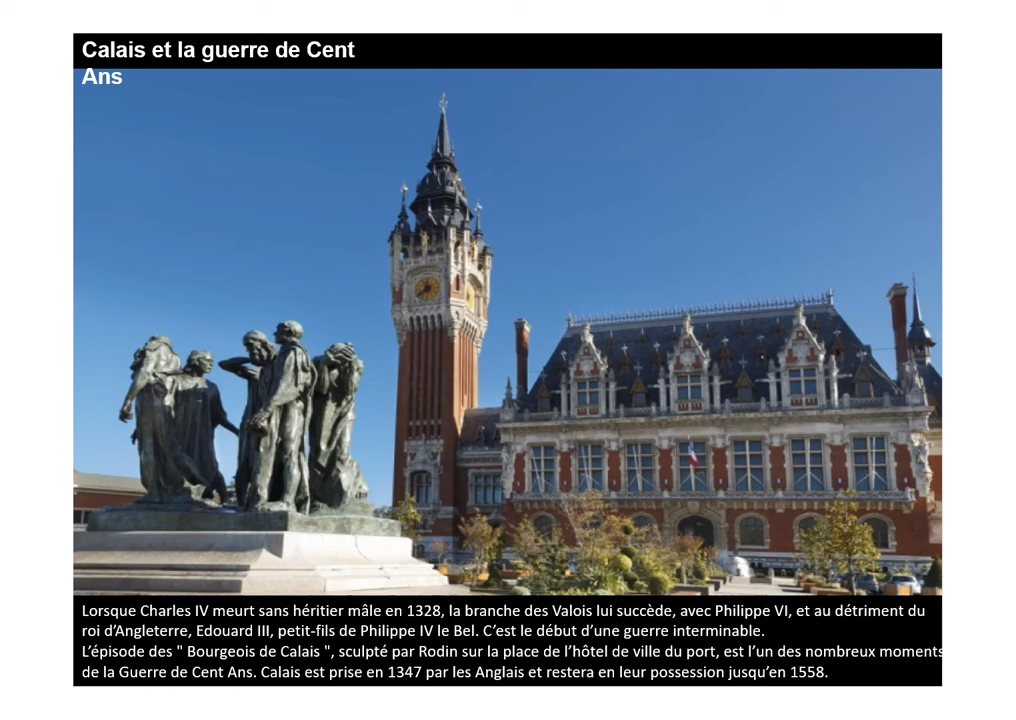 Calais et la guerre de Cent
Ans
Lorsque Charles IV meurt sans héritier mâle en 1328, la branche des Valois lui succède, avec Philippe VI, et au détriment du
roi d’Angleterre, Edouard III, petit-fils de Philippe IV le Bel. C’est le début d’une guerre interminable.
L’épisode des " Bourgeois de Calais ", sculpté par Rodin sur la place de l’hôtel de ville du port, est l’un des nombreux moments
de la Guerre de Cent Ans. Calais est prise en 1347 par les Anglais et restera en leur possession jusqu’en 1558.